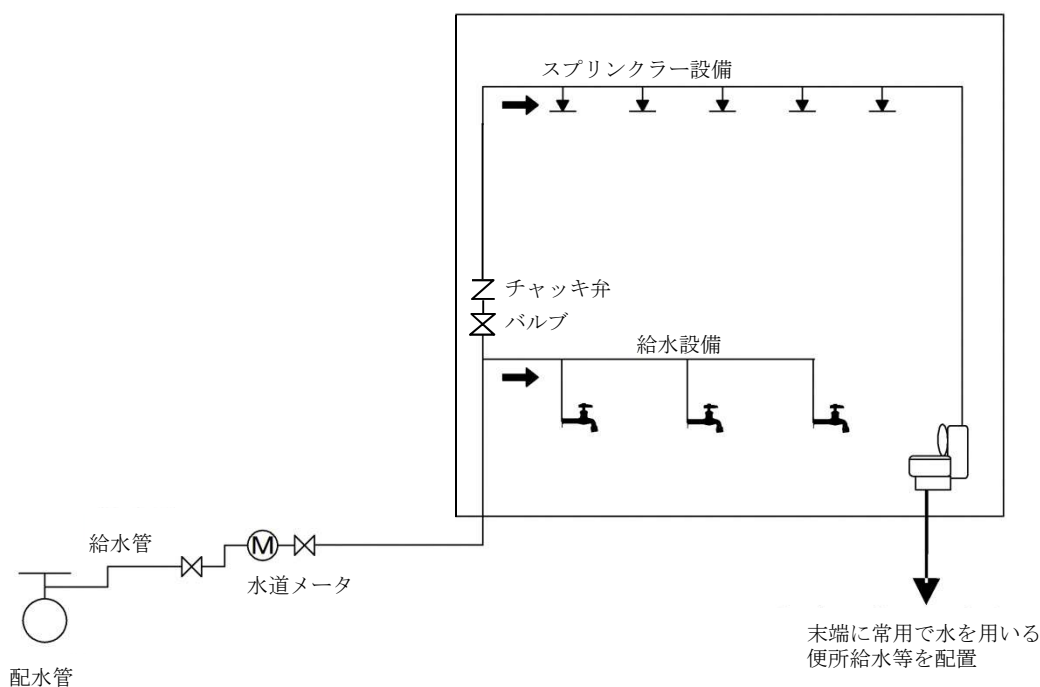 スプリンクラー設備
チャッキ弁
バルブ
給水設備
給水管
M
水道メータ
末端に常用で水を用いる
便所給水等を配置
配水管